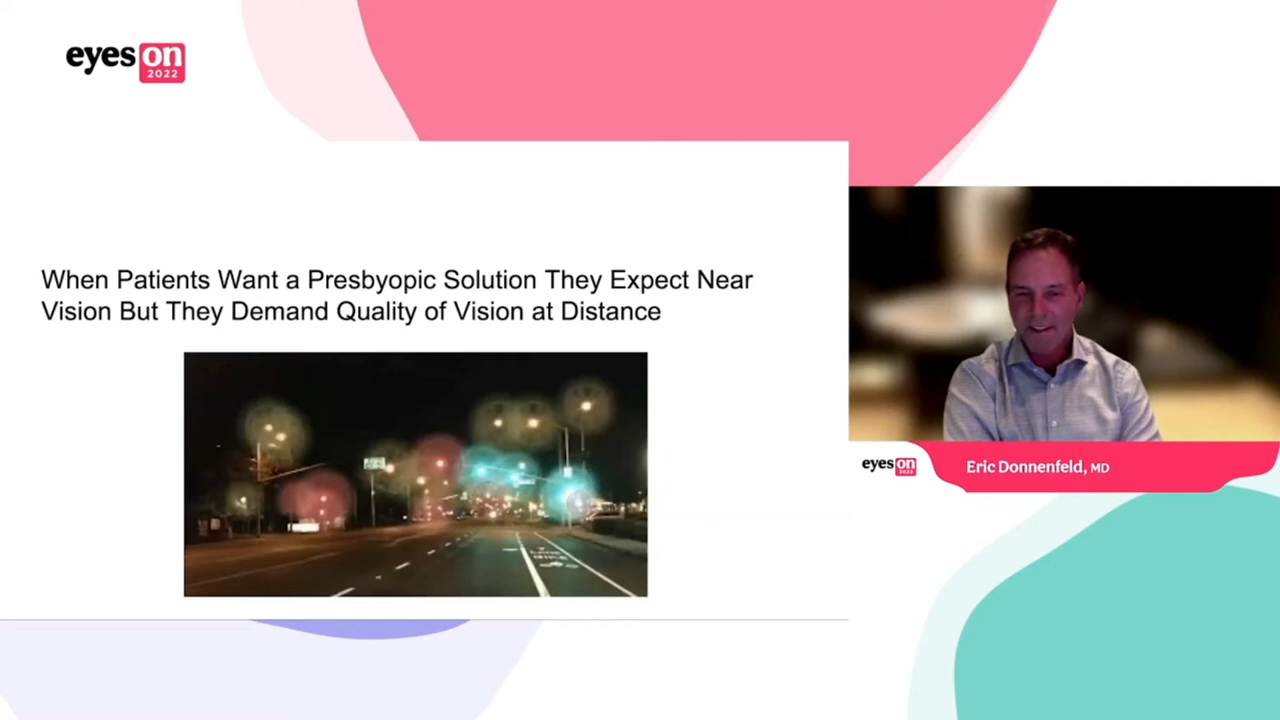 eyes on
2022
When Patients Want a Presbyopic Solution They Expect Near
Vision But They Demand Quality of Vision at Distance
eyes on
2022
Eric Donnenfeld, MD